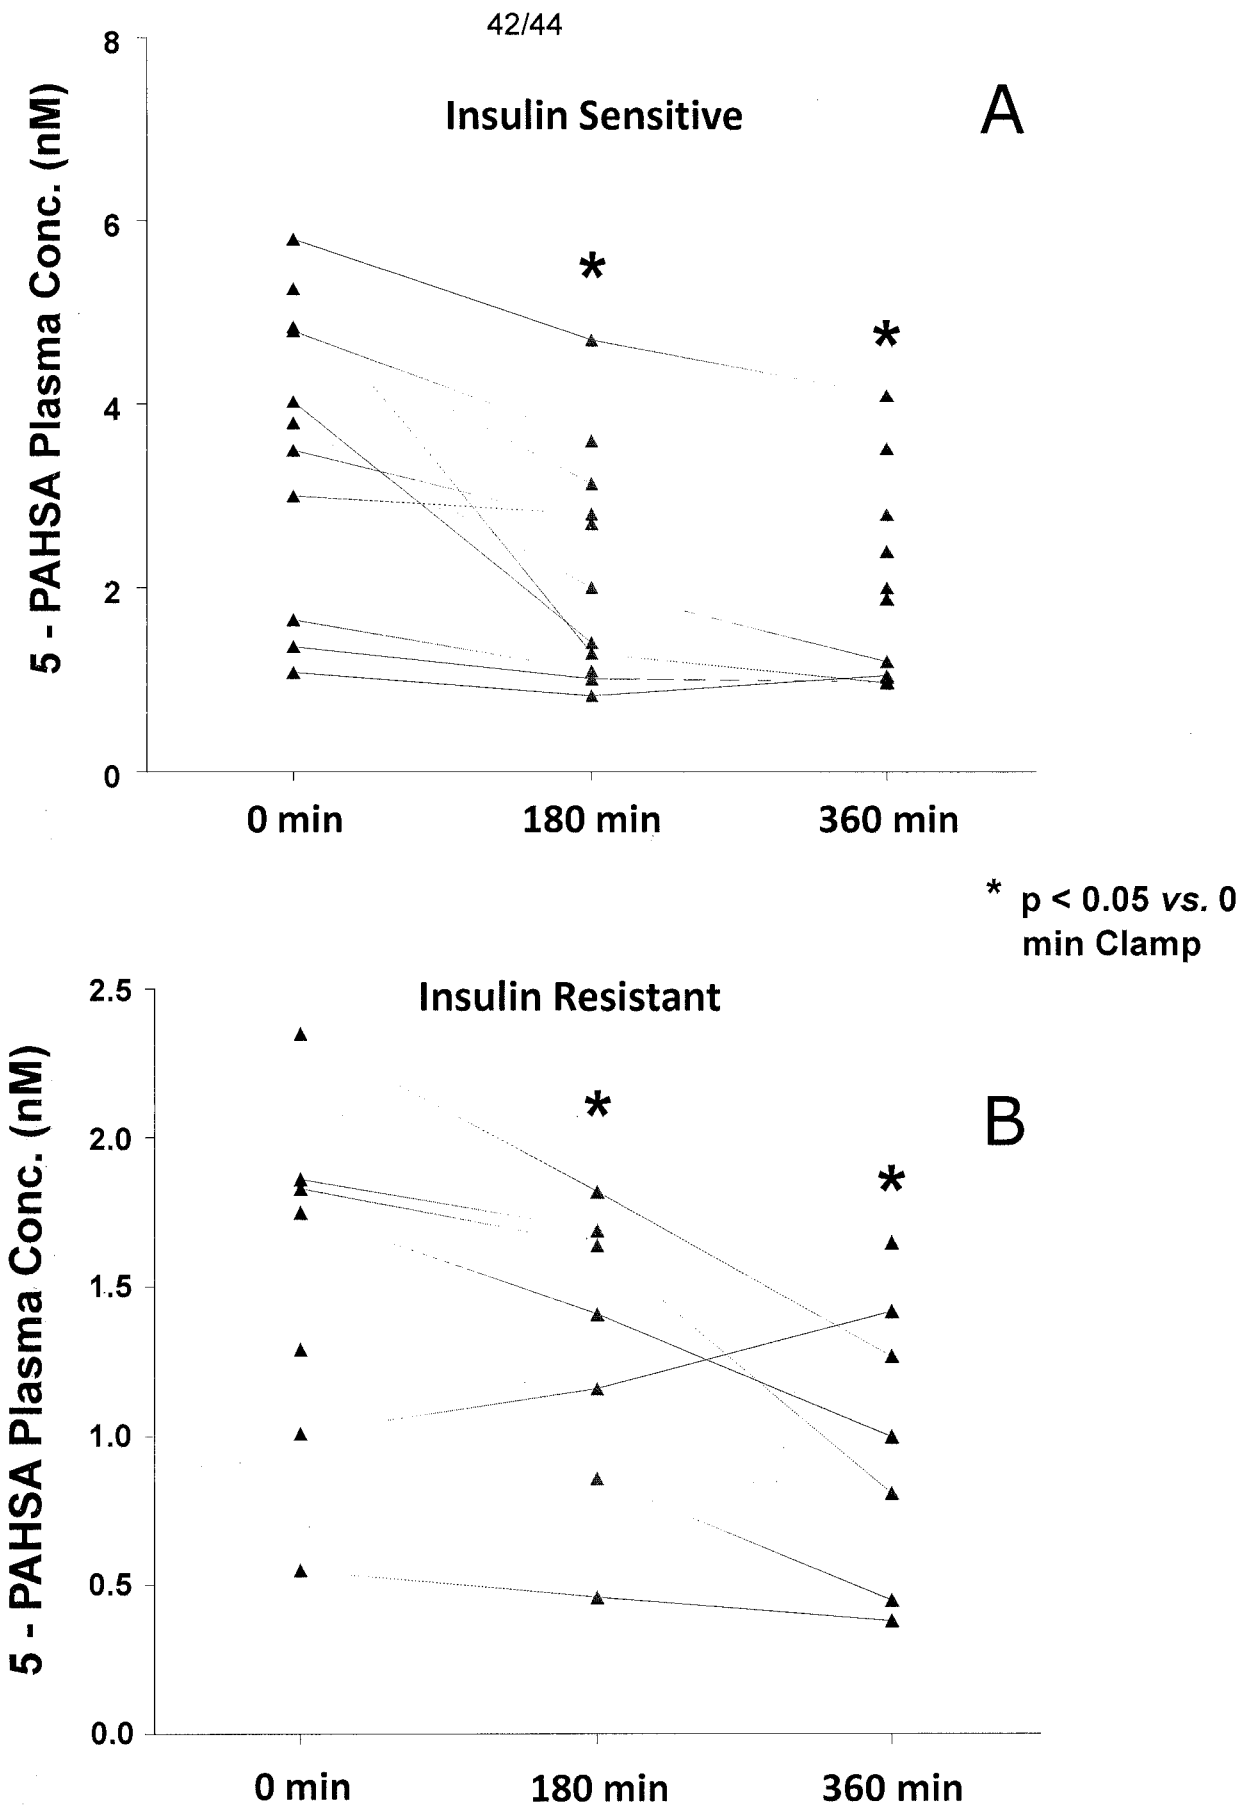 42/44
8
Insulin Sensitive
A
6
*
*
4
2
0
5 - PAHSA Plasma Conc. (nM)
0 min
180 min
360 min
* p < 0.05 vs. 0
min Clamp
2.5
Insulin Resistant
B
2.0
*
*
1.5
1.0
0.5
0.0
5 - PAHSA Plasma Conc. (nM)
0 min
180 min
360 min